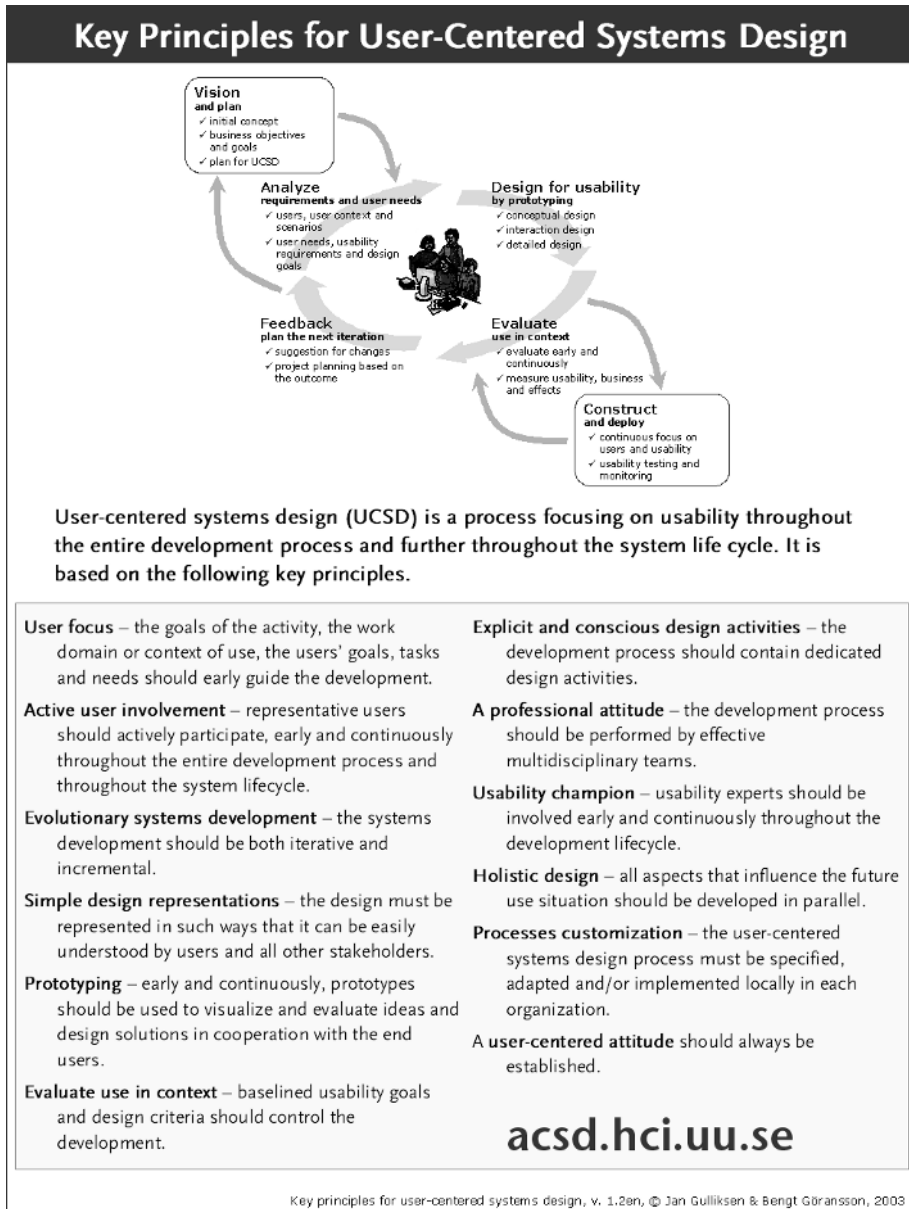 Key Principles for User-Centered Systems Design
Vision
and plan
✓ initial concept
✓ business objectives
and goals
✓ plan for UCSD
Analyze
requirements and user needs
✓ users, user context and
scenarios
✓ user needs, usability
requirements and design
goals
Design for usability
by prototyping
✓ conceptual design
✓ interaction design
✓ detailed design
Feedback
plan the next iteration
✓ suggestion for changes
✓ project planning based on
the outcome
Evaluate
use in context
✓ evaluate early and
continuously
✓ measure usability, business
and effects
Construct
and deploy
✓ continuous focus on
users and usability
✓ usability testing and
monitoring
User-centered systems design (UCSD) is a process focusing on usability throughout
the entire development process and further throughout the system life cycle. It is
based on the following key principles.
User focus – the goals of the activity, the work
domain or context of use, the users' goals, tasks
and needs should early guide the development.
Active user involvement – representative users
should actively participate, early and continuously
throughout the entire development process and
throughout the system lifecycle.
Evolutionary systems development – the systems
development should be both iterative and
incremental.
Simple design representations – the design must be
represented in such ways that it can be easily
understood by users and all other stakeholders.
Prototyping – early and continuously, prototypes
should be used to visualize and evaluate ideas and
design solutions in cooperation with the end
users.
Evaluate use in context – baselined usability goals
and design criteria should control the
development.
Explicit and conscious design activities – the
development process should contain dedicated
design activities.
A professional attitude – the development process
should be performed by effective
multidisciplinary teams.
Usability champion – usability experts should be
involved early and continuously throughout the
development lifecycle.
Holistic design – all aspects that influence the future
use situation should be developed in parallel.
Processes customization – the user-centered
systems design process must be specified,
adapted and/or implemented locally in each
organization.
A user-centered attitude should always be
established.
acsd.hci.uu.se
Key principles for user-centered systems design, v. 1.2en, © Jan Gulliksen & Bengt Göransson, 2003